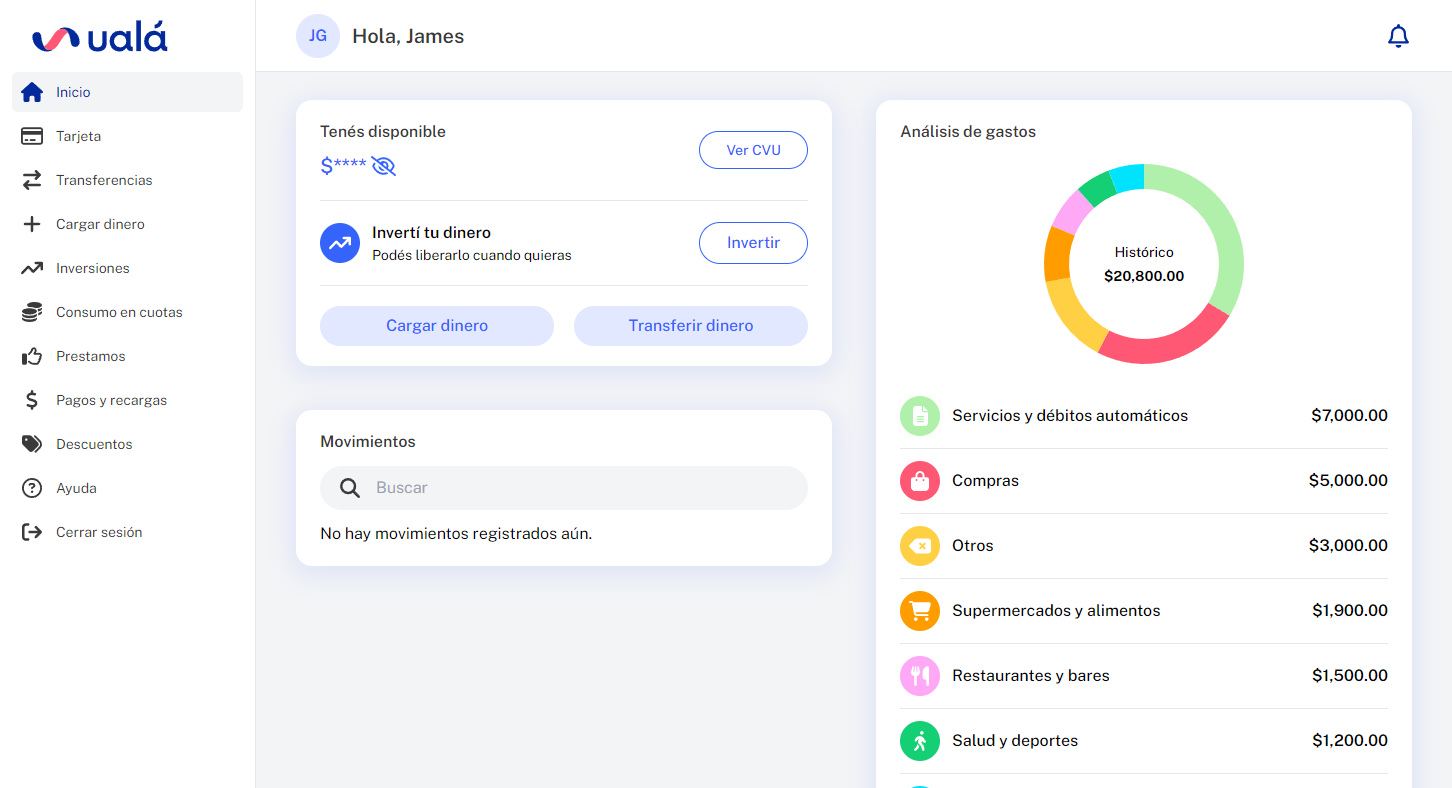 ualá
Inicio
Tarjeta
Transferencias
Cargar dinero
Inversiones
Consumo en cuotas
Prestamos
Pagos y recargas
Descuentos
Ayuda
Cerrar sesión
JG Hola, James
Tenés disponible
$****
Ver CVU
Invertí tu dinero
Podés liberarlo cuando quieras
Invertir
Cargar dinero
Transferir dinero
Movimientos
Buscar
No hay movimientos registrados aún.
Análisis de gastos
Histórico
$20,800.00
Servicios y débitos automáticos $7,000.00
Compras $5,000.00
Otros $3,000.00
Supermercados y alimentos $1,900.00
Restaurantes y bares $1,500.00
Salud y deportes $1,200.00